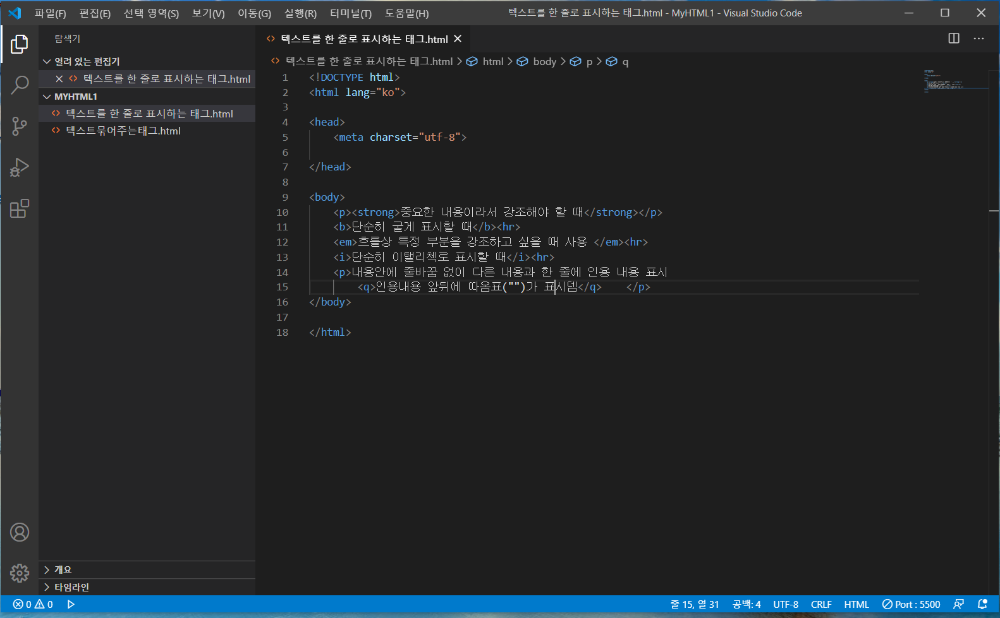 파일(F) 편집(E) 선택 영역(S) 보기(V) 이동(G) 실행(R) 터미널(T) 도움말(H) 텍스트를 한 줄로 표시하는 태그.html - MyHTML1 - Visual Studio Code
탐색기
열려 있는 편집기
텍스트를 한 줄로 표시하는 태그.html
MYHTML1
텍스트를 한 줄로 표시하는 태그.html
텍스트묶어주는태그.html
개요
타임라인
텍스트를 한 줄로 표시하는 태그.html
텍스트를 한 줄로 표시하는 태그.html > html > body > p > q
1 <!DOCTYPE html>
2 <html lang="ko">
3
4 <head>
5 <meta charset="utf-8">
6
7 </head>
8
9 <body>
10 <p><strong>중요한 내용이라서 강조해야 할 때</strong></p>
11 <b>단순히 굵게 표시할 때</b><hr>
12 <em>흐름상 특정 부분을 강조하고 싶을 때 사용 </em><hr>
13 <i>단순히 이탤리첵로 표시할 때</i><hr>
14 <p>내용안에 줄바꿈 없이 다른 내용과 한 줄에 인용 내용 표시
15 <q>인용내용 앞뒤에 따옴표("")가 표시뎀</q> </p>
16 </body>
17
18 </html>
0 0 줄 15, 열 31 공백: 4 UTF-8 CRLF HTML Port : 5500